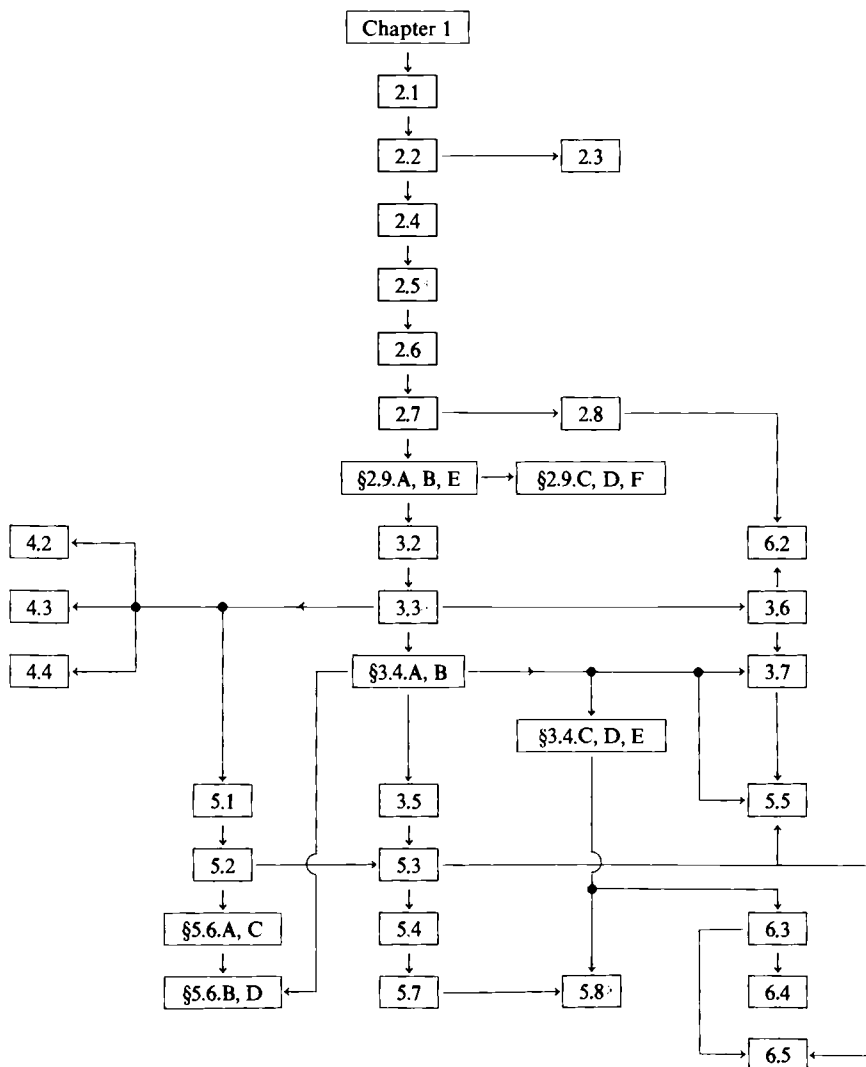 Chapter 1
2.1
2.2 2.3
2.4
2.5
2.6
2.7 2.8
§2.9.A, B, E §2.9.C, D, F
4.2 3.2 6.2
4.3 3.3 3.6
4.4 §3.4.A, B 3.7
§3.4.C, D, E
5.1 3.5 5.5
5.2 5.3
§5.6.A, C 5.4 6.3
§5.6.B, D 5.7 5.8 6.4
6.5